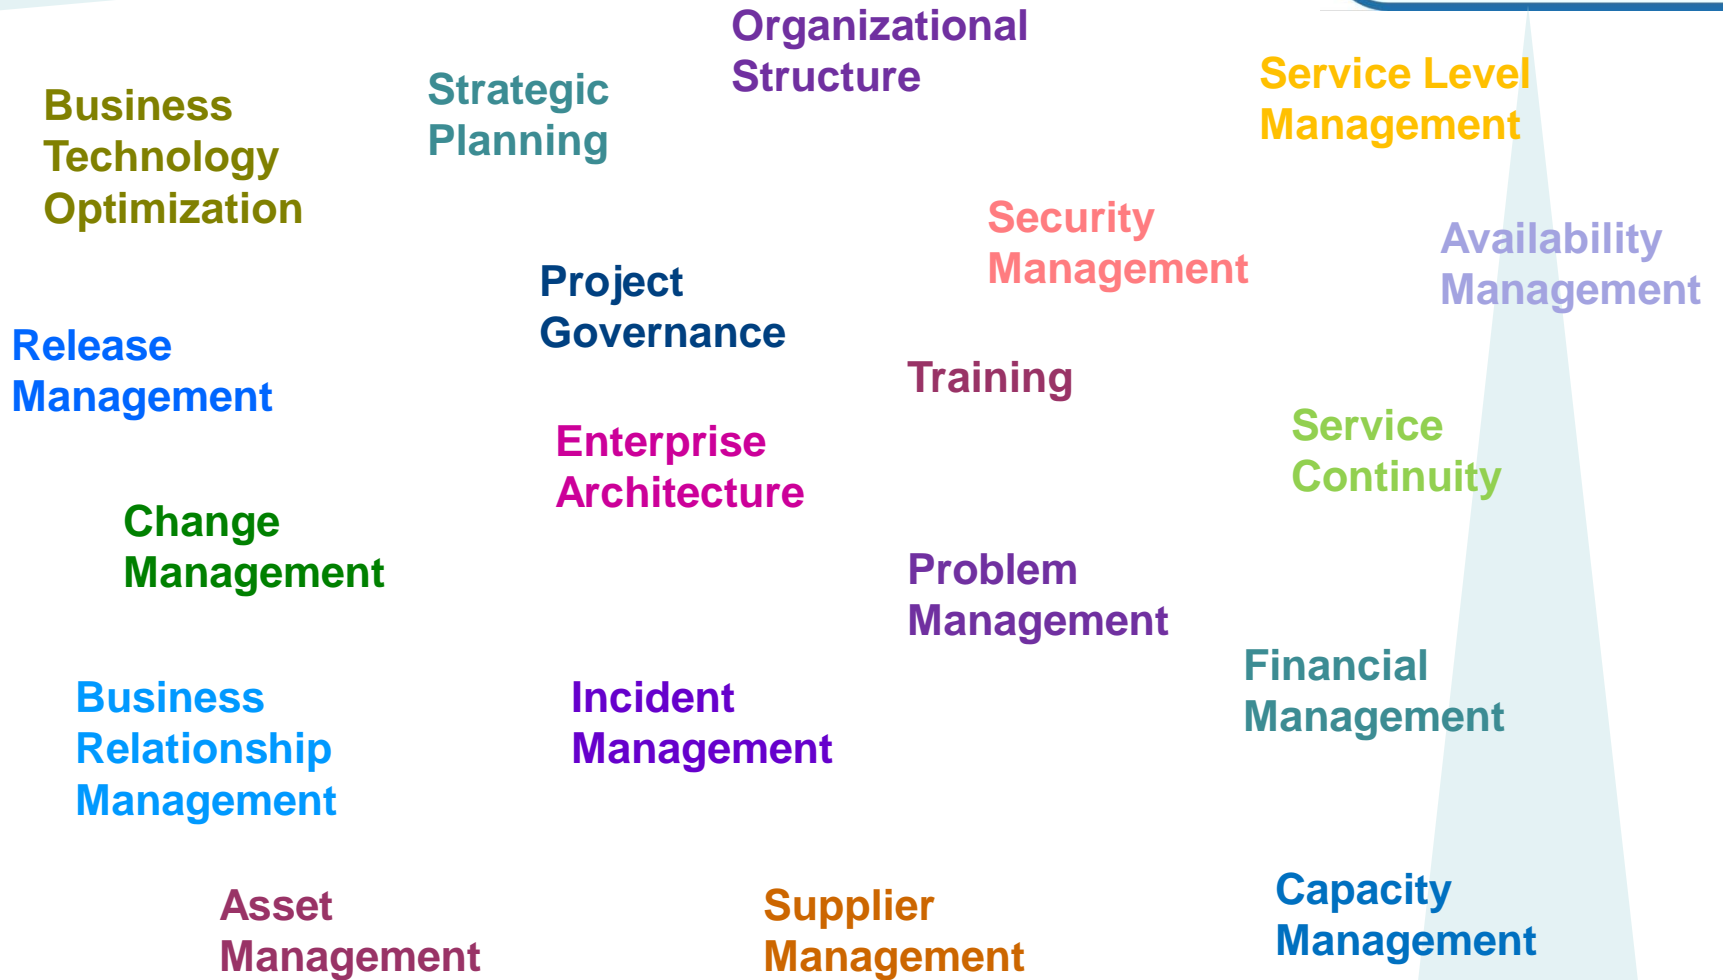 Organizational
Structure
Service Level
Management
Strategic
Planning
Business
Technology
Optimization
Security
Management
Availability
Management
Project
Governance
Release
Management
Training
Service
Continuity
Enterprise
Architecture
Change
Management
Problem
Management
Financial
Management
Business
Relationship
Management
Incident
Management
Capacity
Management
Asset
Management
Supplier
Management